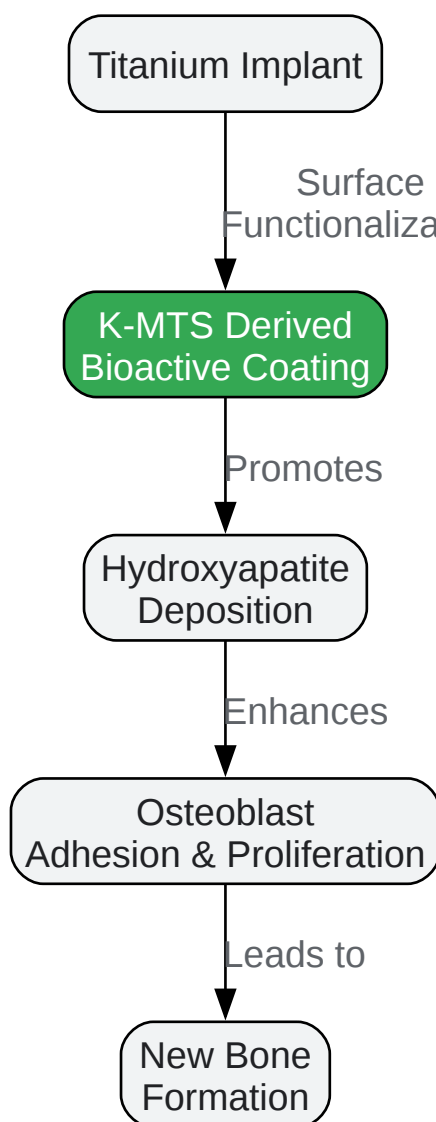 Titanium Implant
Surface
Functionaliza
K-MTS Derived
Bioactive Coating
Promotes
Hydroxyapatite
Deposition
Enhances
Osteoblast
Adhesion & Proliferation
Leads to
New Bone
Formation